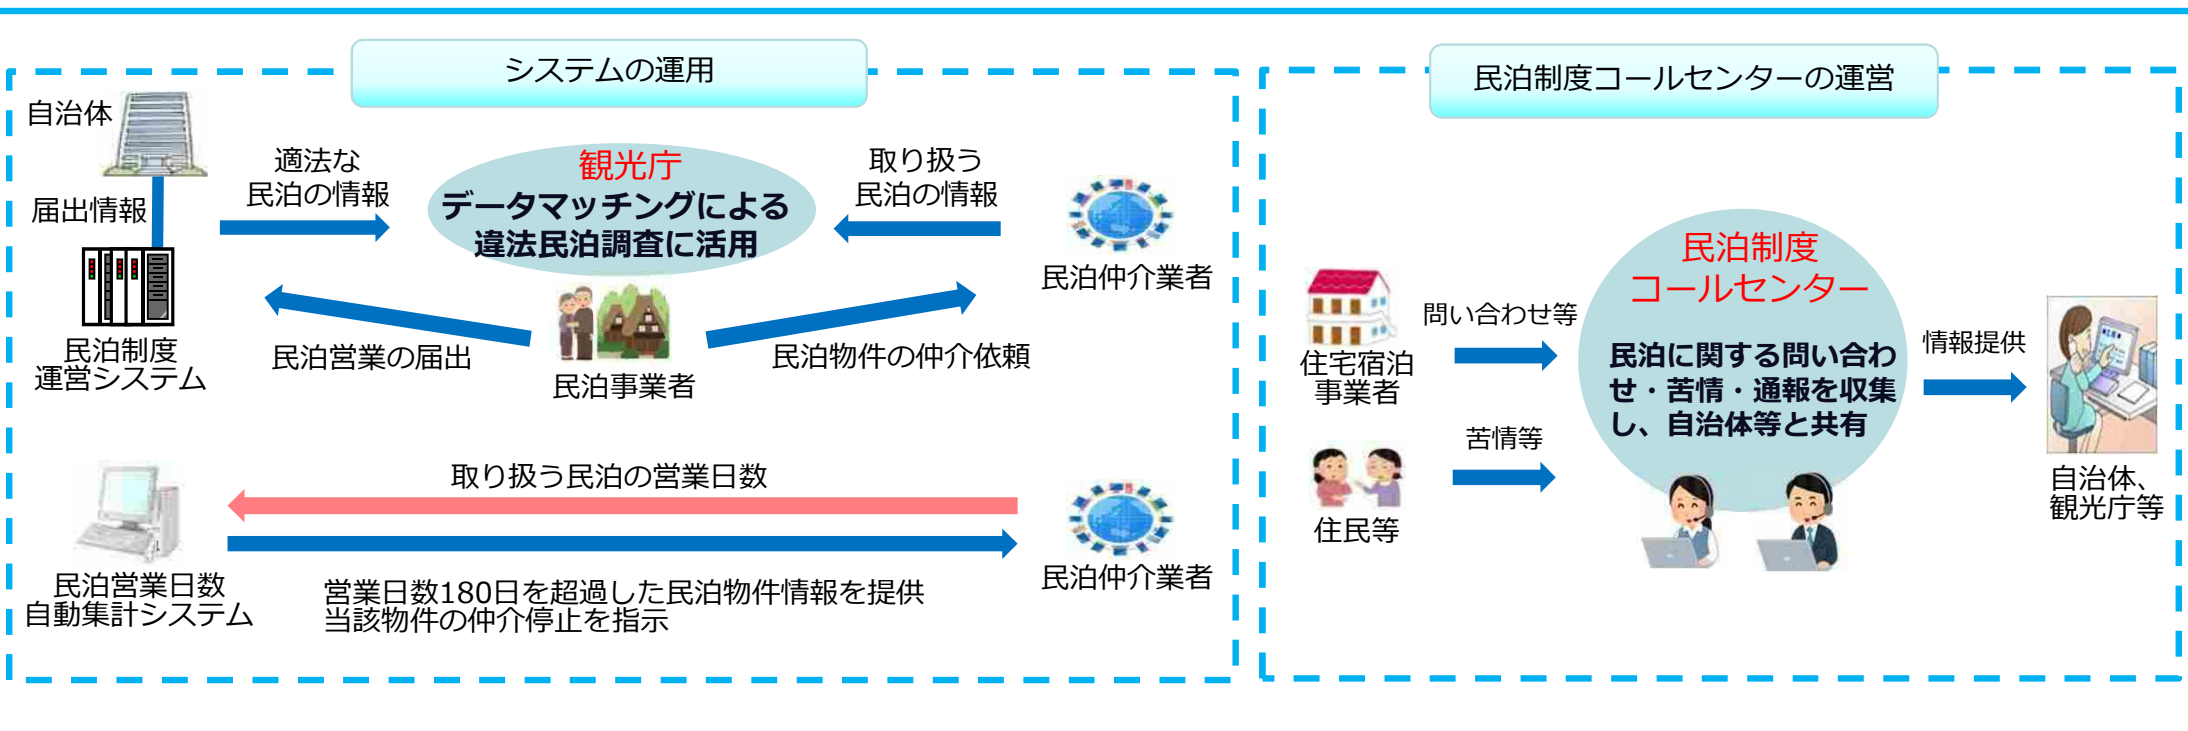 システムの運用
自治体
届出情報
民泊制度
運営システム
適法な
民泊の情報
観光庁
データマッチングによる
違法民泊調査に活用
取り扱う
民泊の情報
民泊仲介業者
民泊営業の届出
民泊事業者
民泊物件の仲介依頼
取り扱う民泊の営業日数
民泊営業日数
自動集計システム
営業日数180日を超過した民泊物件情報を提供
当該物件の仲介停止を指示
民泊仲介業者
民泊制度コールセンターの運営
住宅宿泊
事業者
問い合わせ等
住民等
苦情等
民泊制度
コールセンター
民泊に関する問い合わ
せ・苦情・通報を収集
し、自治体等と共有
情報提供
自治体、
観光庁等